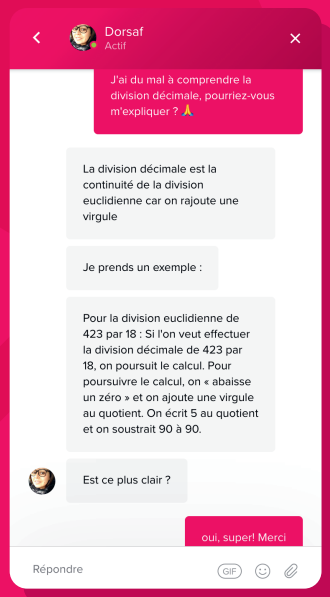 Dorsaf
Actif
J'ai du mal à comprendre la
division décimale, pourriez-vous
m'expliquer ? 🙏
La division décimale est la
continuité de la division
euclidienne car on rajoute une
virgule
Je prends un exemple :
Pour la division euclidienne de
423 par 18 : Si l'on veut effectuer
la division décimale de 423 par
18, on poursuit le calcul. Pour
poursuivre le calcul, on « abaisse
un zéro » et on ajoute une virgule
au quotient. On écrit 5 au quotient
et on soustrait 90 à 90.
Est ce plus clair ?
oui, super! Merci
Répondre
GIF